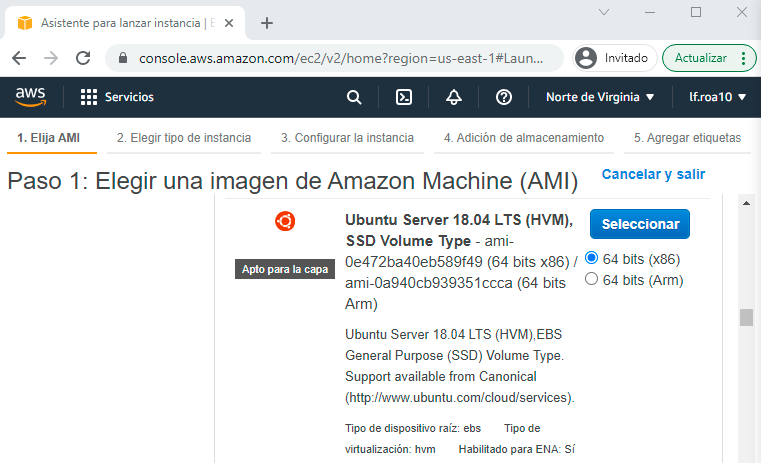 Asistente para lanzar instancia | E
console.aws.amazon.com/ec2/v2/home?region=us-east-1#Laun...
Invitado
Actualizar
aws
Servicios
Norte de Virginia
lf.roa10
1. Elija AMI
2. Elegir tipo de instancia
3. Configurar la instancia
4. Adición de almacenamiento
5. Agregar etiquetas
Paso 1: Elegir una imagen de Amazon Machine (AMI)
Cancelar y salir
Apto para la capa
Ubuntu Server 18.04 LTS (HVM),
SSD Volume Type - ami-
0e472ba40eb589f49 (64 bits x86) /
ami-0a940cb939351ccca (64 bits
Arm)
Seleccionar
64 bits (x86)
64 bits (Arm)
Ubuntu Server 18.04 LTS (HVM),EBS
General Purpose (SSD) Volume Type.
Support available from Canonical
(http://www.ubuntu.com/cloud/services).
Tipo de dispositivo raíz: ebs Tipo de
virtualización: hvm Habilitado para ENA: Sí